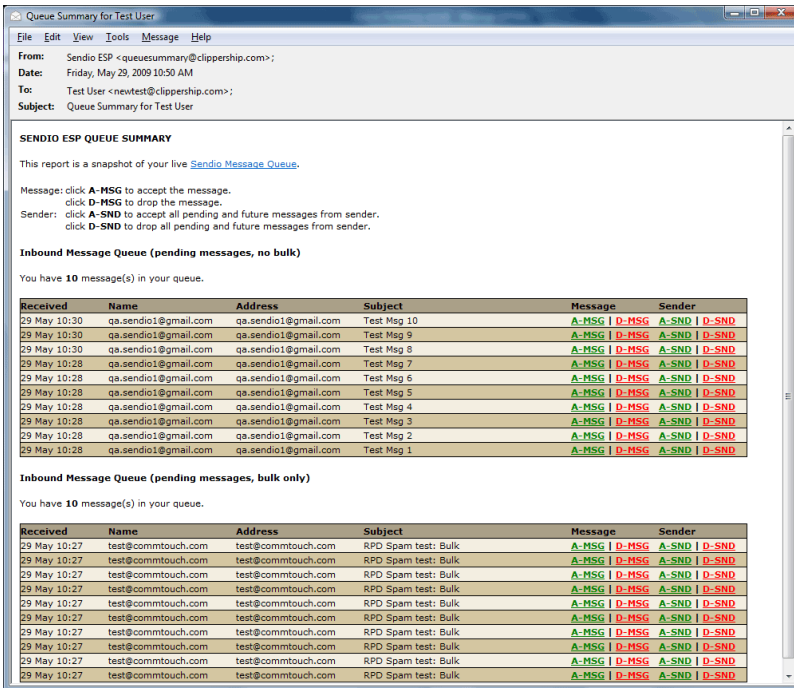 Queue Summary for Test User
File Edit View Tools Message Help
From: Sendio ESP <queuesummary@clippership.com>;
Date: Friday, May 29, 2009 10:50 AM
To: Test User <newtest@clippership.com>;
Subject: Queue Summary for Test User
SENDIO ESP QUEUE SUMMARY
This report is a snapshot of your live Sendio Message Queue.
Message: click A-MSG to accept the message.
click D-MSG to drop the message.
Sender: click A-SND to accept all pending and future messages from sender.
click D-SND to drop all pending and future messages from sender.
Inbound Message Queue (pending messages, no bulk)
You have 10 message(s) in your queue.
Received Name Address Subject Message Sender
29 May 10:30 qa.sendio1@gmail.com qa.sendio1@gmail.com Test Msg 10 A-MSG | D-MSG A-SND | D-SND
29 May 10:30 qa.sendio1@gmail.com qa.sendio1@gmail.com Test Msg 9 A-MSG | D-MSG A-SND | D-SND
29 May 10:30 qa.sendio1@gmail.com qa.sendio1@gmail.com Test Msg 8 A-MSG | D-MSG A-SND | D-SND
29 May 10:28 qa.sendio1@gmail.com qa.sendio1@gmail.com Test Msg 7 A-MSG | D-MSG A-SND | D-SND
29 May 10:28 qa.sendio1@gmail.com qa.sendio1@gmail.com Test Msg 6 A-MSG | D-MSG A-SND | D-SND
29 May 10:28 qa.sendio1@gmail.com qa.sendio1@gmail.com Test Msg 5 A-MSG | D-MSG A-SND | D-SND
29 May 10:28 qa.sendio1@gmail.com qa.sendio1@gmail.com Test Msg 4 A-MSG | D-MSG A-SND | D-SND
29 May 10:28 qa.sendio1@gmail.com qa.sendio1@gmail.com Test Msg 3 A-MSG | D-MSG A-SND | D-SND
29 May 10:28 qa.sendio1@gmail.com qa.sendio1@gmail.com Test Msg 2 A-MSG | D-MSG A-SND | D-SND
29 May 10:28 qa.sendio1@gmail.com qa.sendio1@gmail.com Test Msg 1 A-MSG | D-MSG A-SND | D-SND
Inbound Message Queue (pending messages, bulk only)
You have 10 message(s) in your queue.
Received Name Address Subject Message Sender
29 May 10:27 test@commtouch.com test@commtouch.com RPD Spam test: Bulk A-MSG | D-MSG A-SND | D-SND
29 May 10:27 test@commtouch.com test@commtouch.com RPD Spam test: Bulk A-MSG | D-MSG A-SND | D-SND
29 May 10:27 test@commtouch.com test@commtouch.com RPD Spam test: Bulk A-MSG | D-MSG A-SND | D-SND
29 May 10:27 test@commtouch.com test@commtouch.com RPD Spam test: Bulk A-MSG | D-MSG A-SND | D-SND
29 May 10:27 test@commtouch.com test@commtouch.com RPD Spam test: Bulk A-MSG | D-MSG A-SND | D-SND
29 May 10:27 test@commtouch.com test@commtouch.com RPD Spam test: Bulk A-MSG | D-MSG A-SND | D-SND
29 May 10:27 test@commtouch.com test@commtouch.com RPD Spam test: Bulk A-MSG | D-MSG A-SND | D-SND
29 May 10:27 test@commtouch.com test@commtouch.com RPD Spam test: Bulk A-MSG | D-MSG A-SND | D-SND
29 May 10:27 test@commtouch.com test@commtouch.com RPD Spam test: Bulk A-MSG | D-MSG A-SND | D-SND
29 May 10:27 test@commtouch.com test@commtouch.com RPD Spam test: Bulk A-MSG | D-MSG A-SND | D-SND